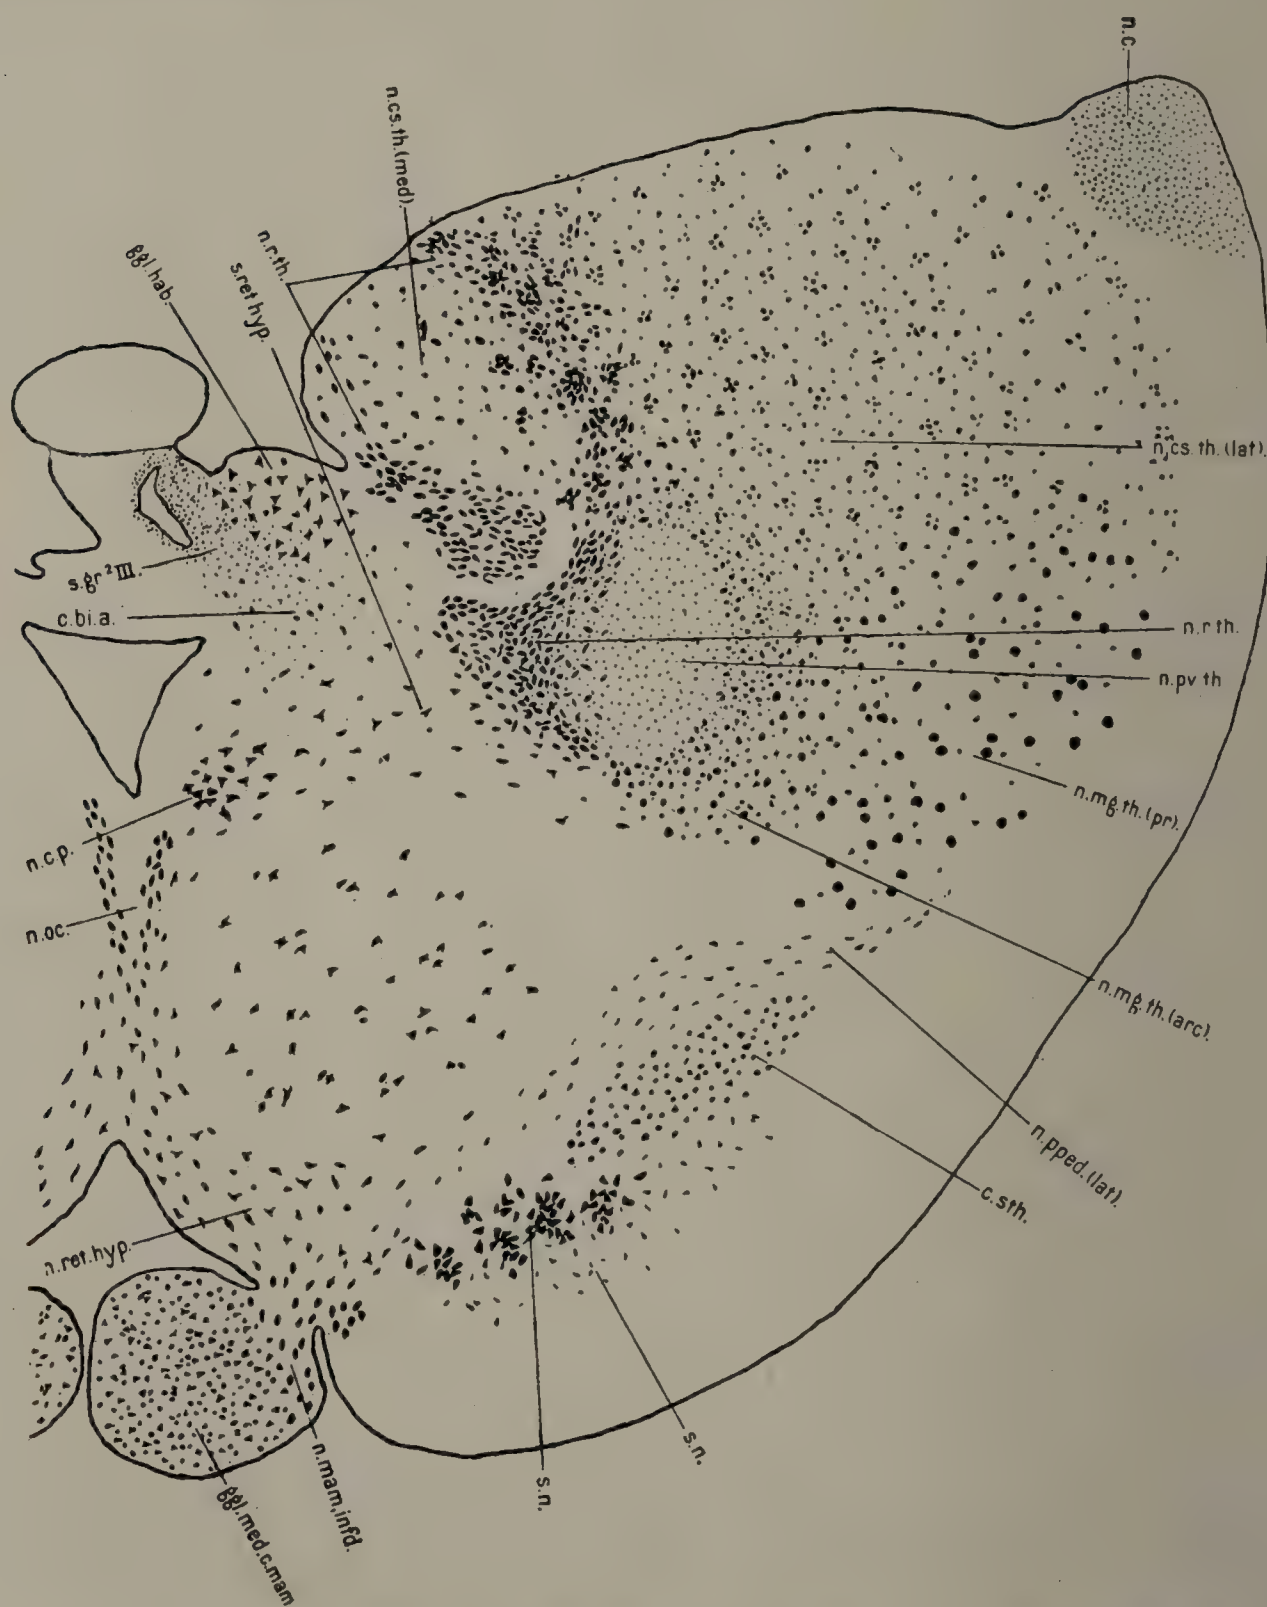 n.c.
n.cs.th.(med).
n.r.th.
s.ret hyp.
ggl.hab.
n.cs.th.(lat).
s.gr²III.
c.bi.a.
n.r th.
n.pv th
n.mg.th.(pr).
n.c.p.
n.oc.
n.mg.th.(arc).
n.pped.(lat).
c.sth.
n.ret.hyp.
s.n.
s.n.
n.mam,infd.
ggl.med.c.mam